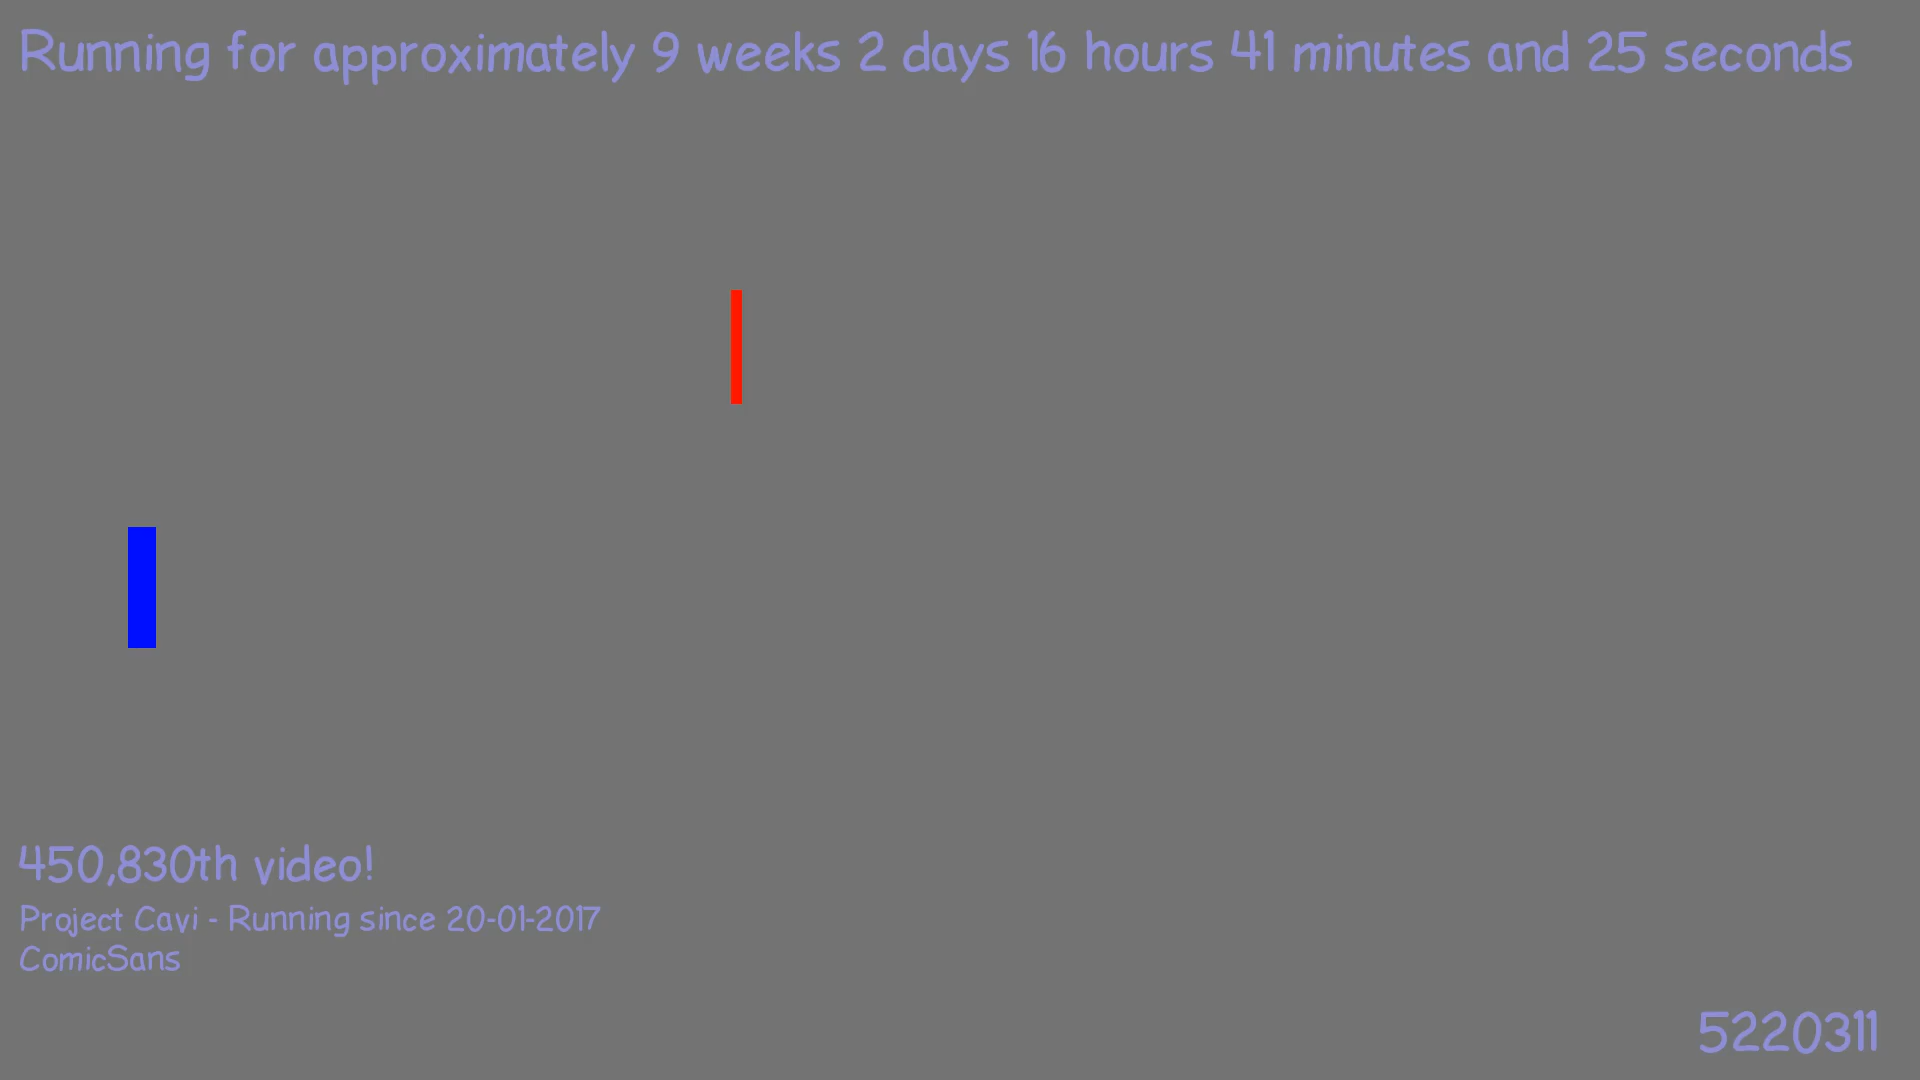 Running for approximately 9 weeks 2 days 16 hours 41 minutes and 25 seconds
450,830th video!
Project Cavi - Running since 20-01-2017
ComicSans
5220311